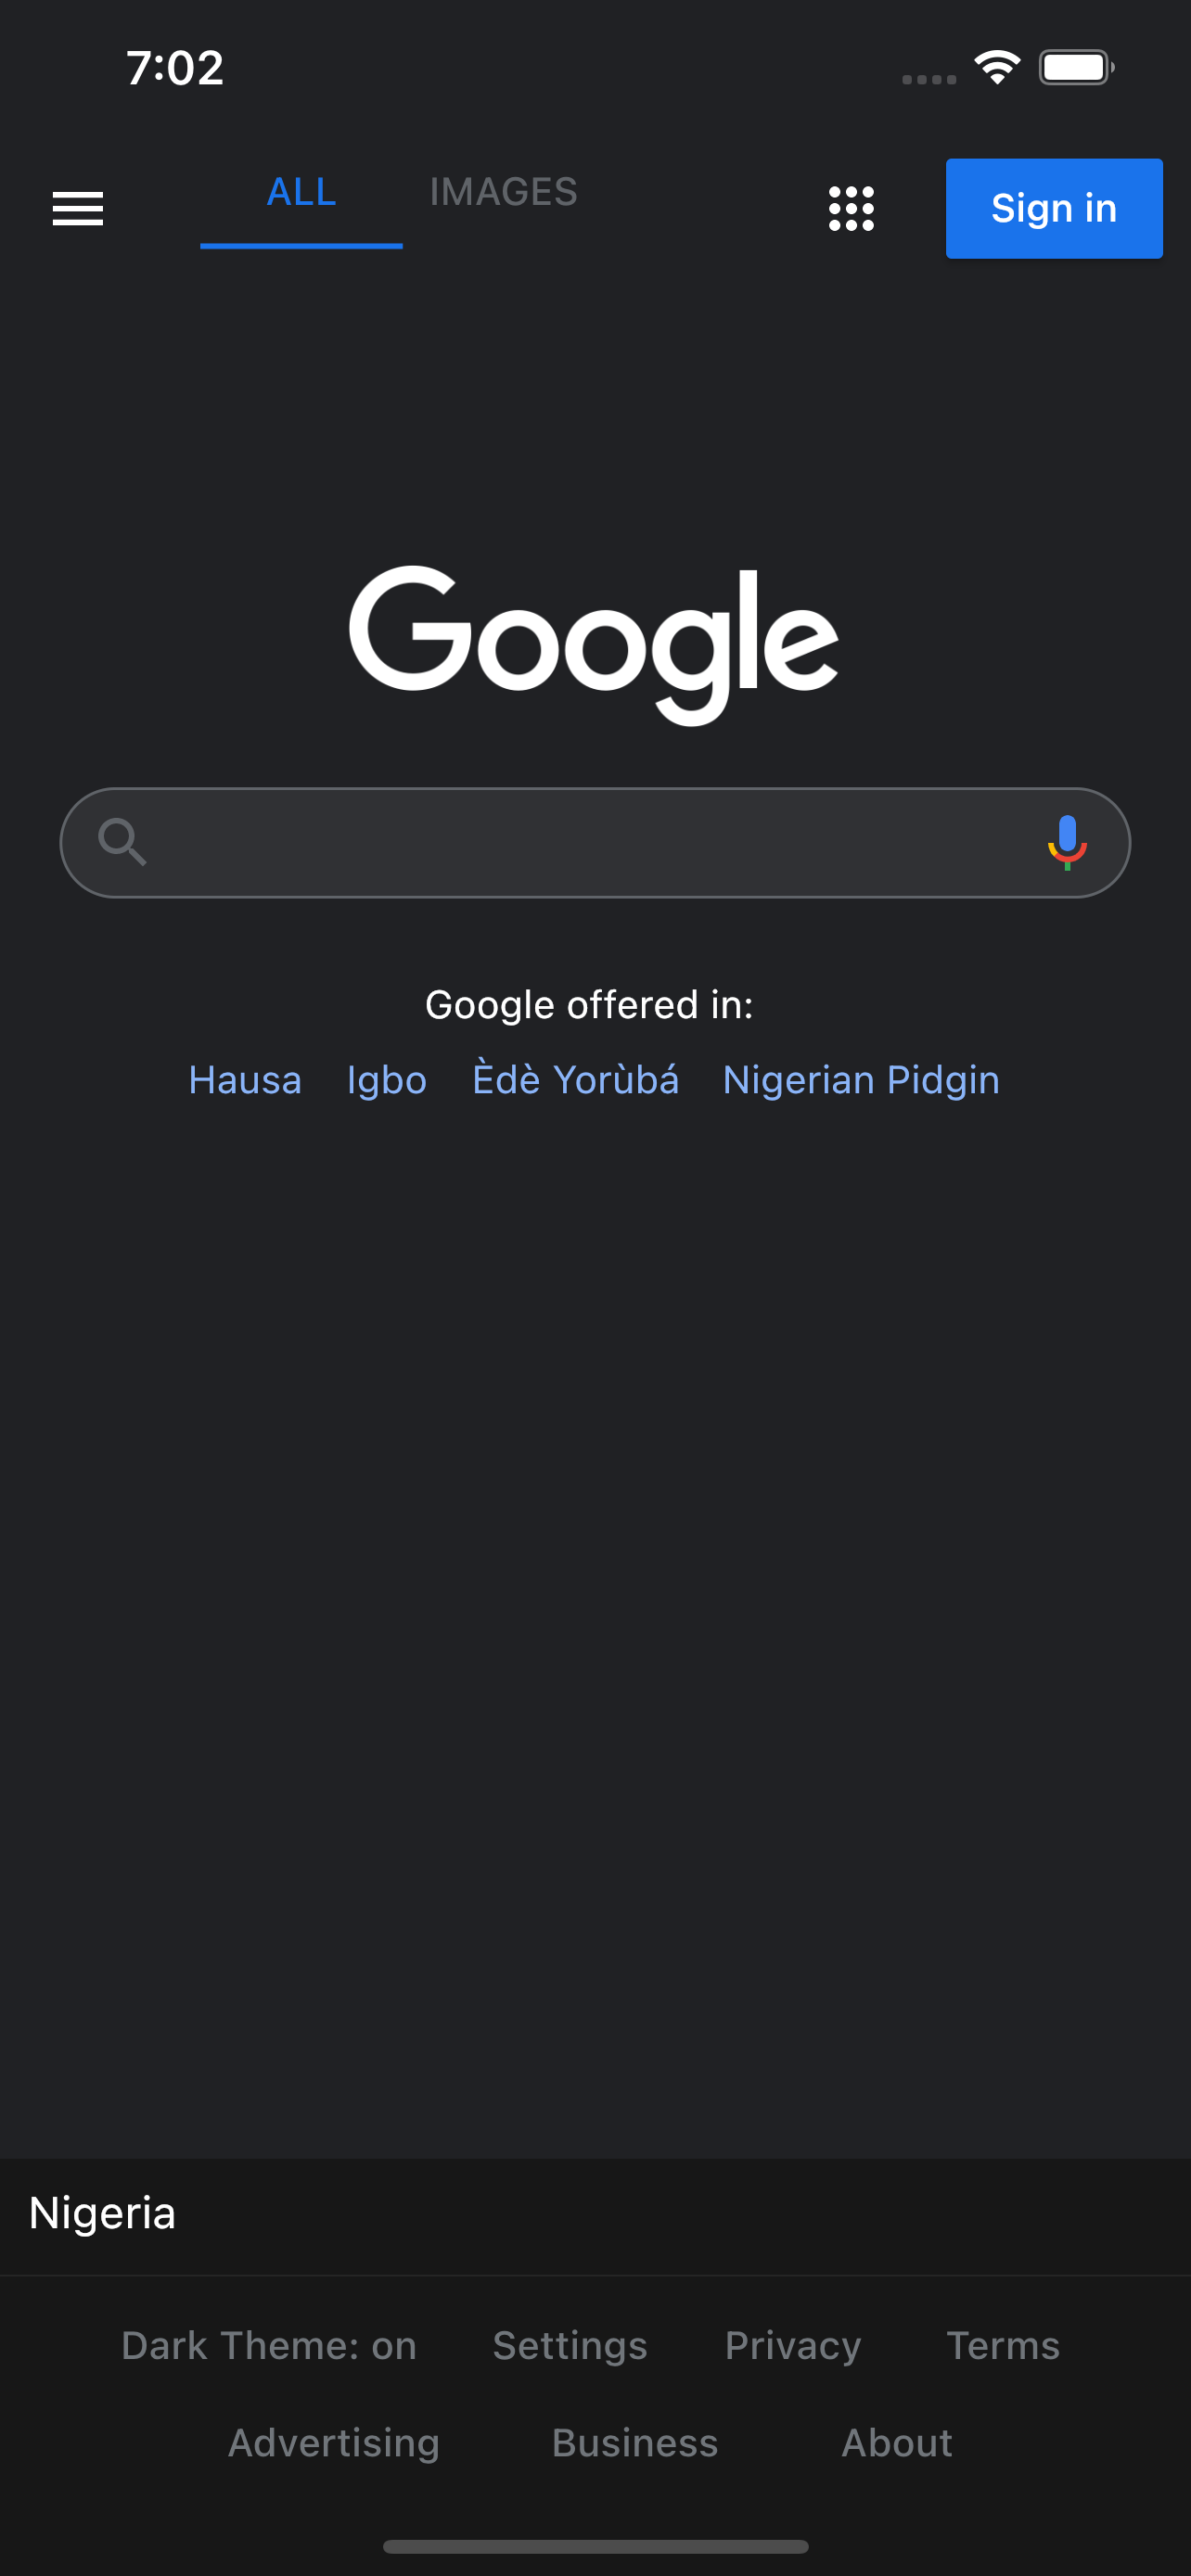 7:02
ALL IMAGES Sign in
Google
Google offered in:
Hausa Igbo Èdè Yorùbá Nigerian Pidgin
Nigeria
Dark Theme: on Settings Privacy Terms
Advertising Business About